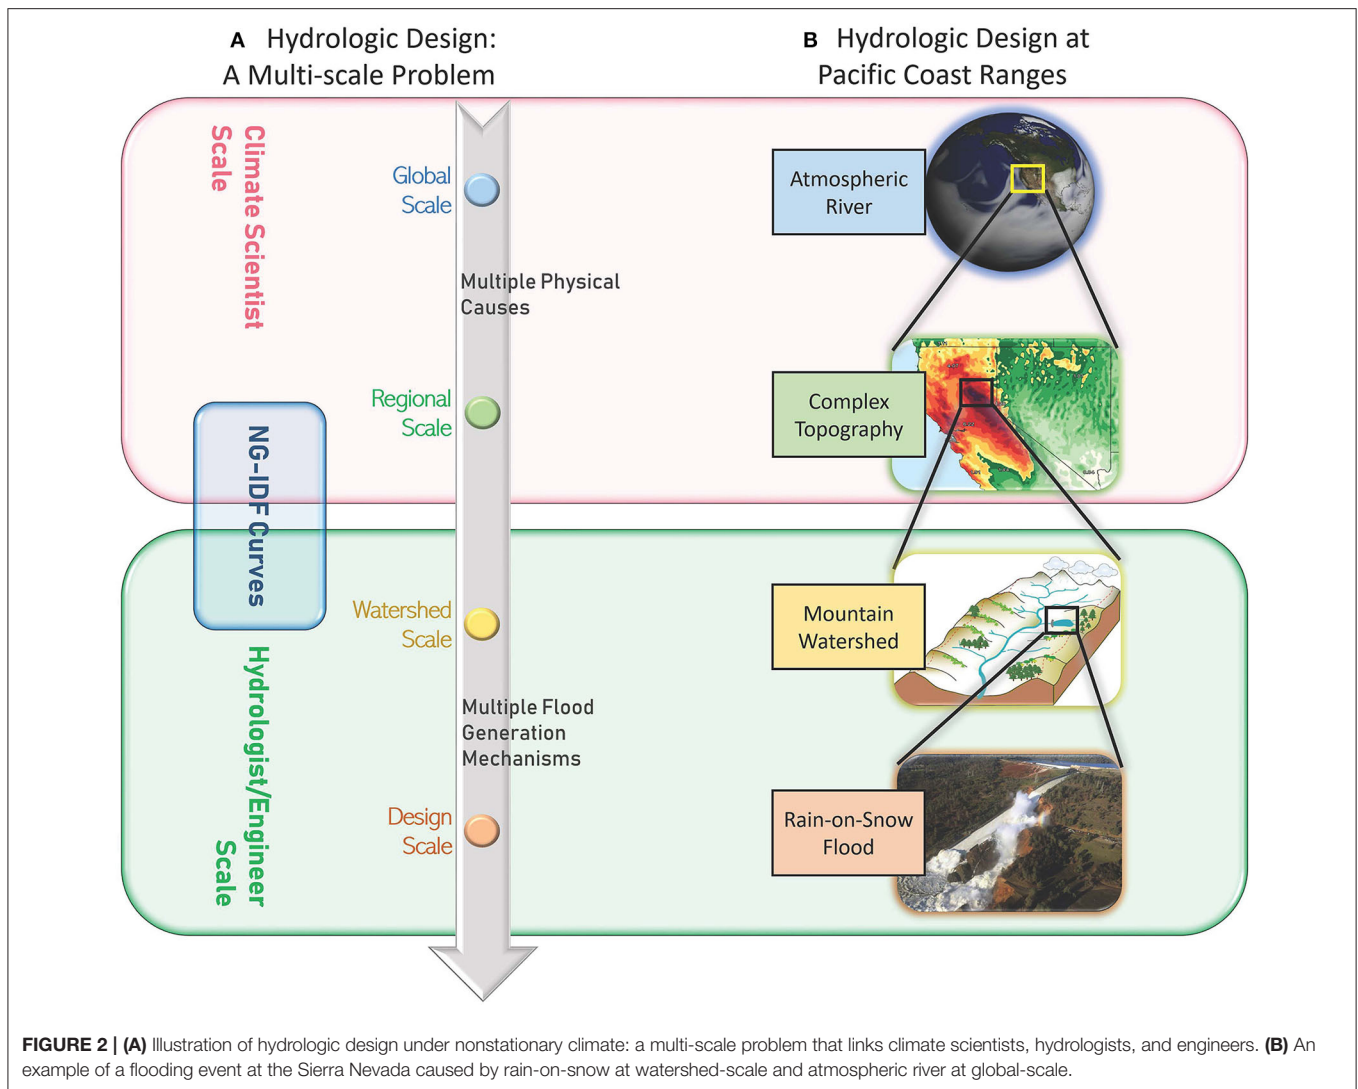 A Hydrologic Design:
A Multi-scale Problem
B Hydrologic Design at
Pacific Coast Ranges
Climate Scientist
Scale
Global
Scale
Multiple Physical
Causes
Regional
Scale
NG-IDF Curves
Watershed
Scale
Multiple Flood
Generation
Mechanisms
Hydrologist/Engineer
Scale
Design
Scale
Atmospheric
River
Complex
Topography
Mountain
Watershed
Rain-on-Snow
Flood
FIGURE 2 | (A) Illustration of hydrologic design under nonstationary climate: a multi-scale problem that links climate scientists, hydrologists, and engineers. (B) An
example of a flooding event at the Sierra Nevada caused by rain-on-snow at watershed-scale and atmospheric river at global-scale.